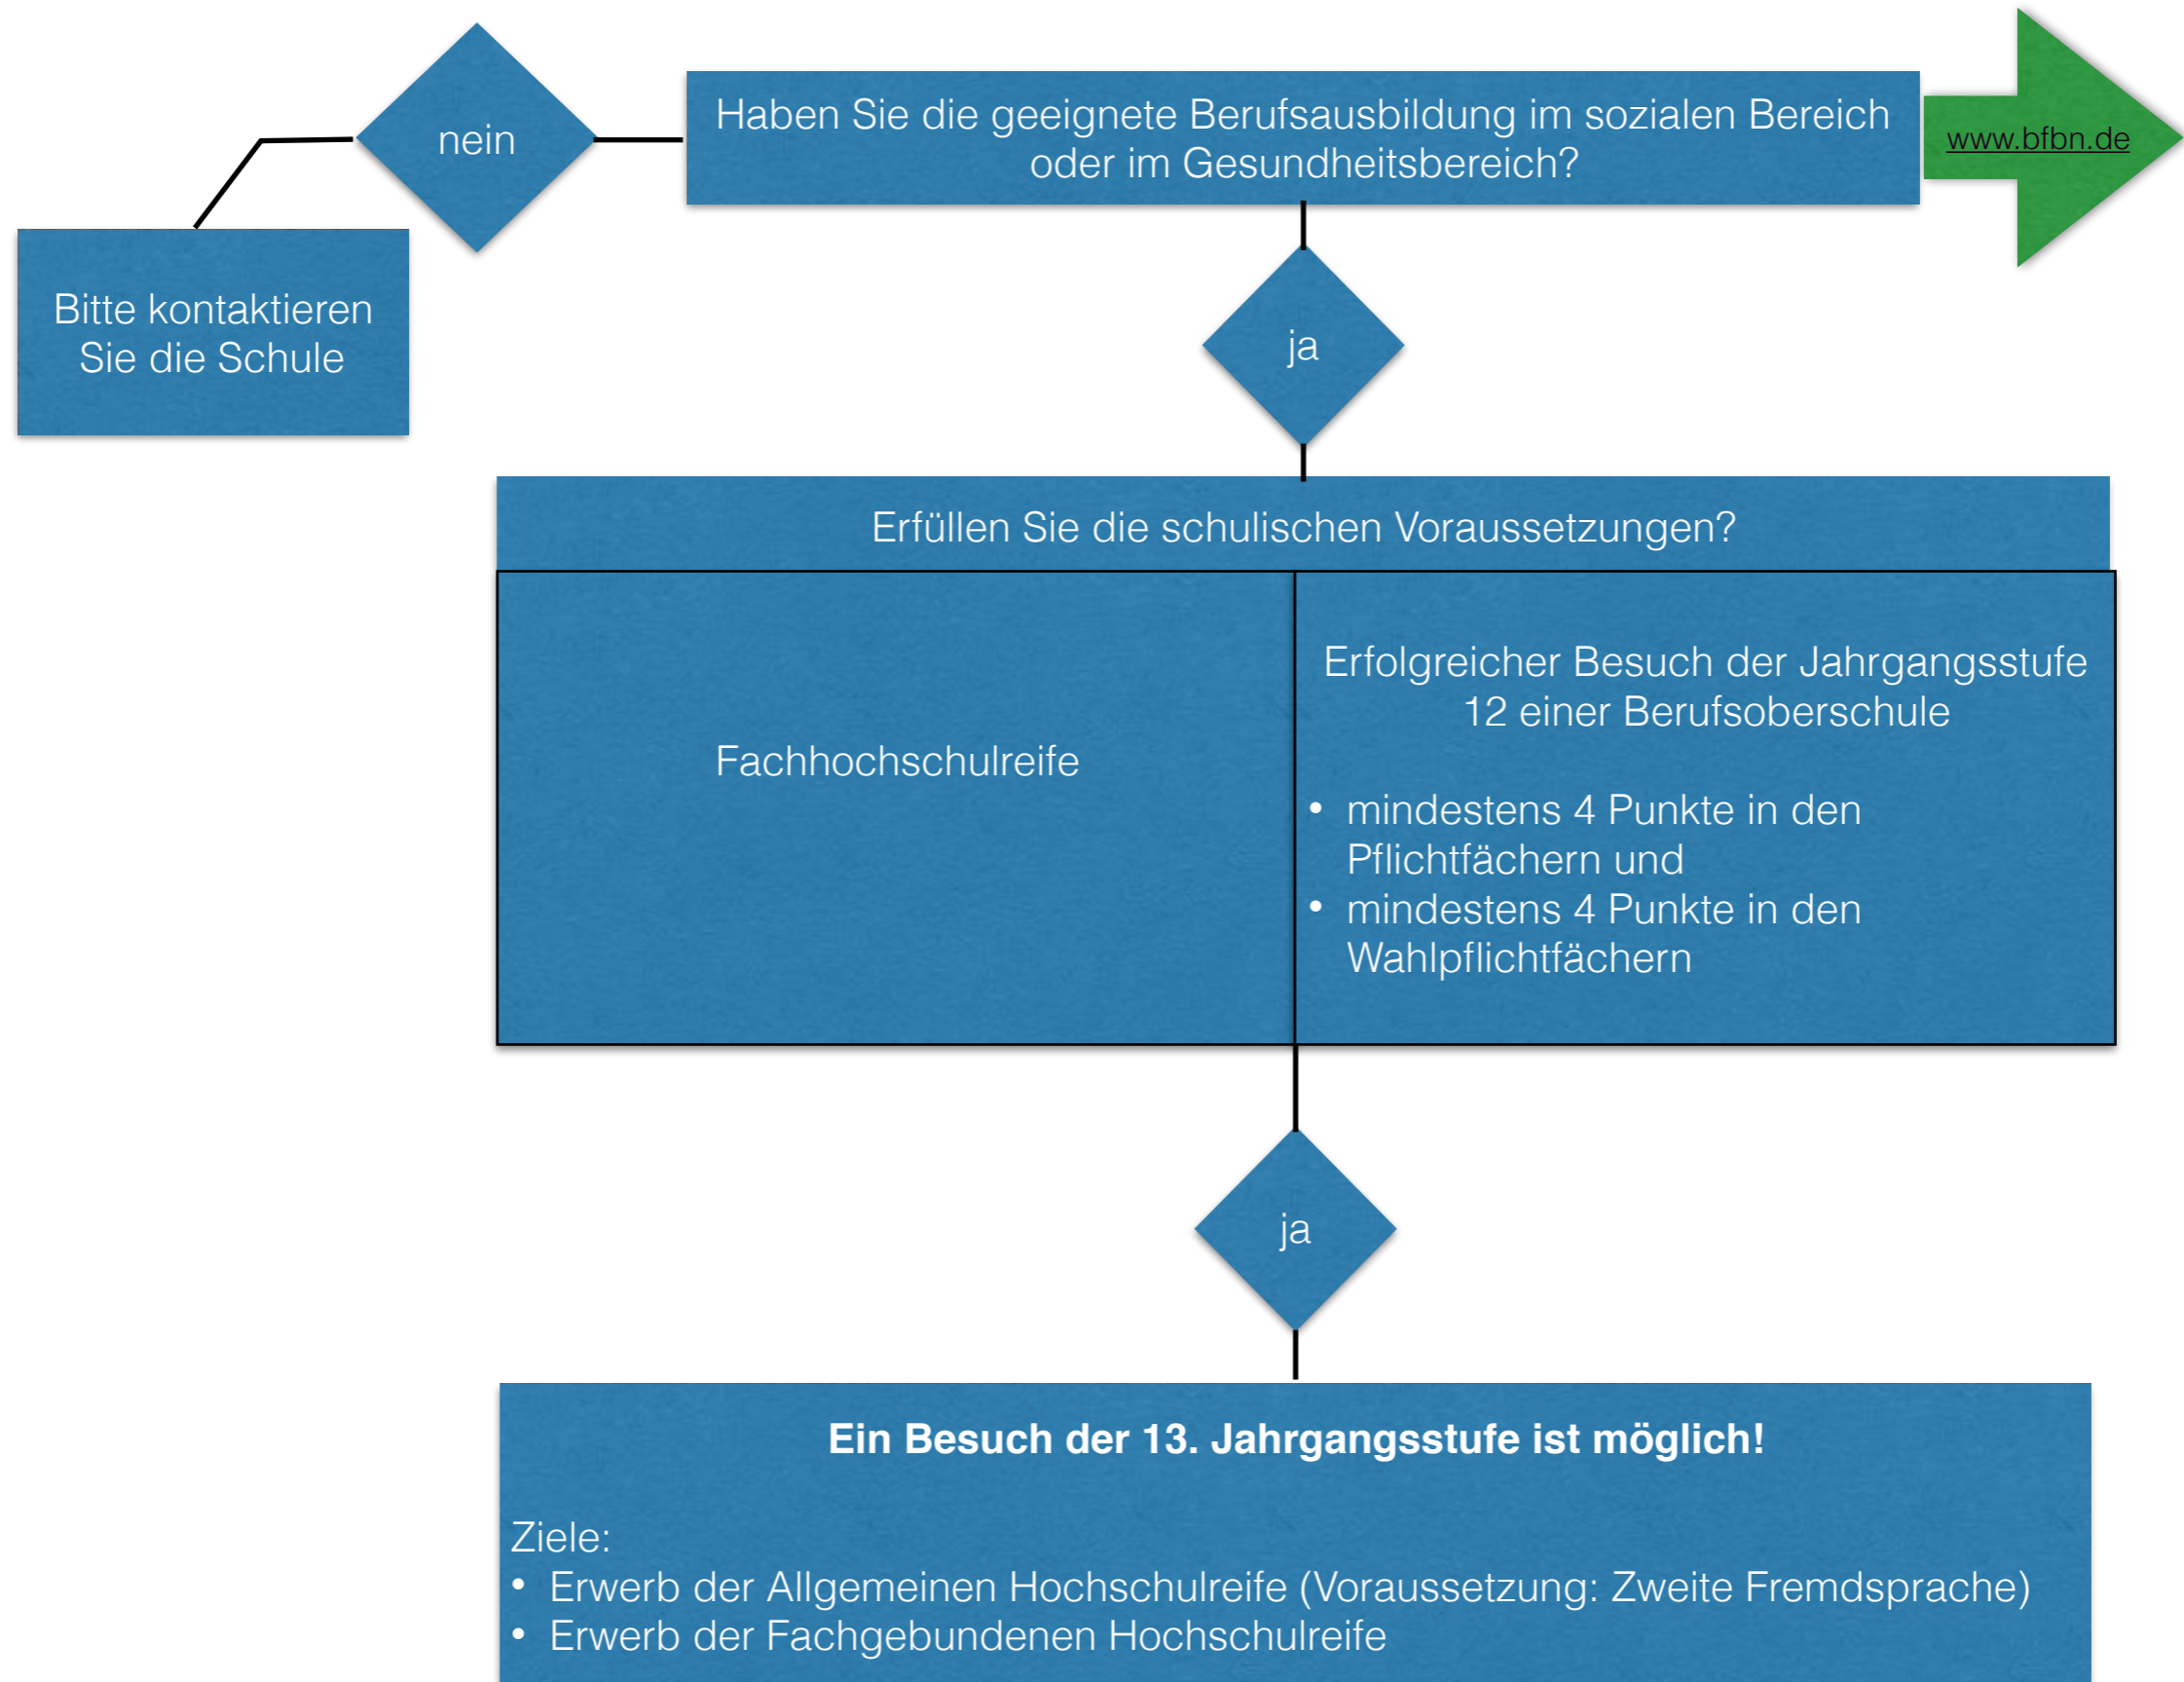 nein
Haben Sie die geeignete Berufsausbildung im sozialen Bereich
oder im Gesundheitsbereich?
www.bfbn.de
Bitte kontaktieren
Sie die Schule
ja
Erfüllen Sie die schulischen Voraussetzungen?
Fachhochschulreife
Erfolgreicher Besuch der Jahrgangsstufe
12 einer Berufsoberschule
• mindestens 4 Punkte in den
Pflichtfächern und
• mindestens 4 Punkte in den
Wahlpflichtfächern
ja
Ein Besuch der 13. Jahrgangsstufe ist möglich!
Ziele:
• Erwerb der Allgemeinen Hochschulreife (Voraussetzung: Zweite Fremdsprache)
• Erwerb der Fachgebundenen Hochschulreife